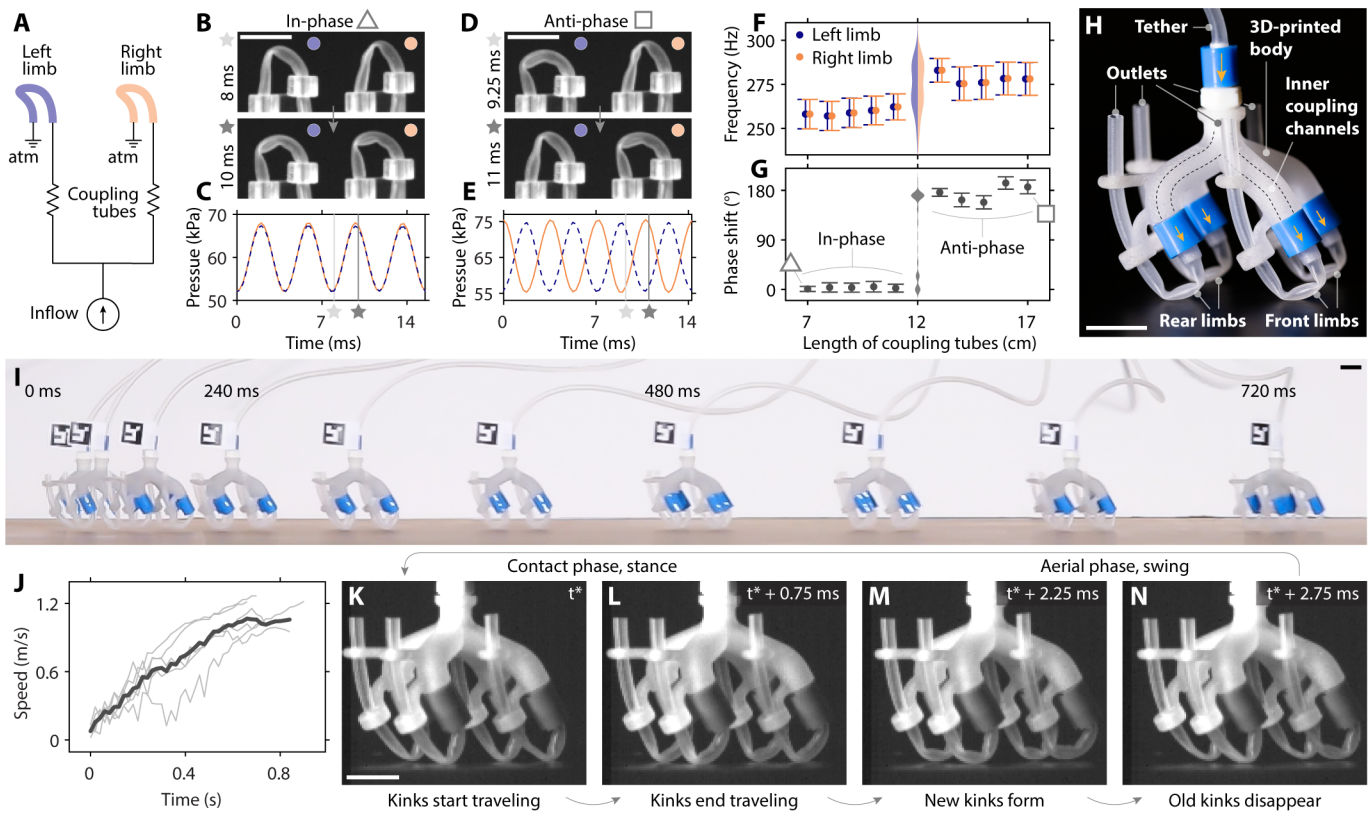 A
Left
limb
Right
limb
atm
atm
Coupling
tubes
Inflow
B
In-phase
8 ms
10 ms
C
Pressue (kPa)
70
60
50
0
7
14
Time (ms)
D
Anti-phase
9.25 ms
11 ms
E
Pressue (kPa)
75
65
55
0
7
14
Time (ms)
F
Frequency (Hz)
300
275
250
Left limb
Right limb
G
Phase shift (°)
180
90
0
In-phase
Anti-phase
7
12
17
Length of coupling tubes (cm)
H
Tether
3D-printed
body
Outlets
Inner
coupling
channels
Rear limbs
Front limbs
I
0 ms
240 ms
480 ms
720 ms
J
Speed (m/s)
1.2
0.6
0
0
0.4
0.8
Time (s)
Contact phase, stance
Aerial phase, swing
K
t*
L
t* + 0.75 ms
M
t* + 2.25 ms
N
t* + 2.75 ms
Kinks start traveling
Kinks end traveling
New kinks form
Old kinks disappear